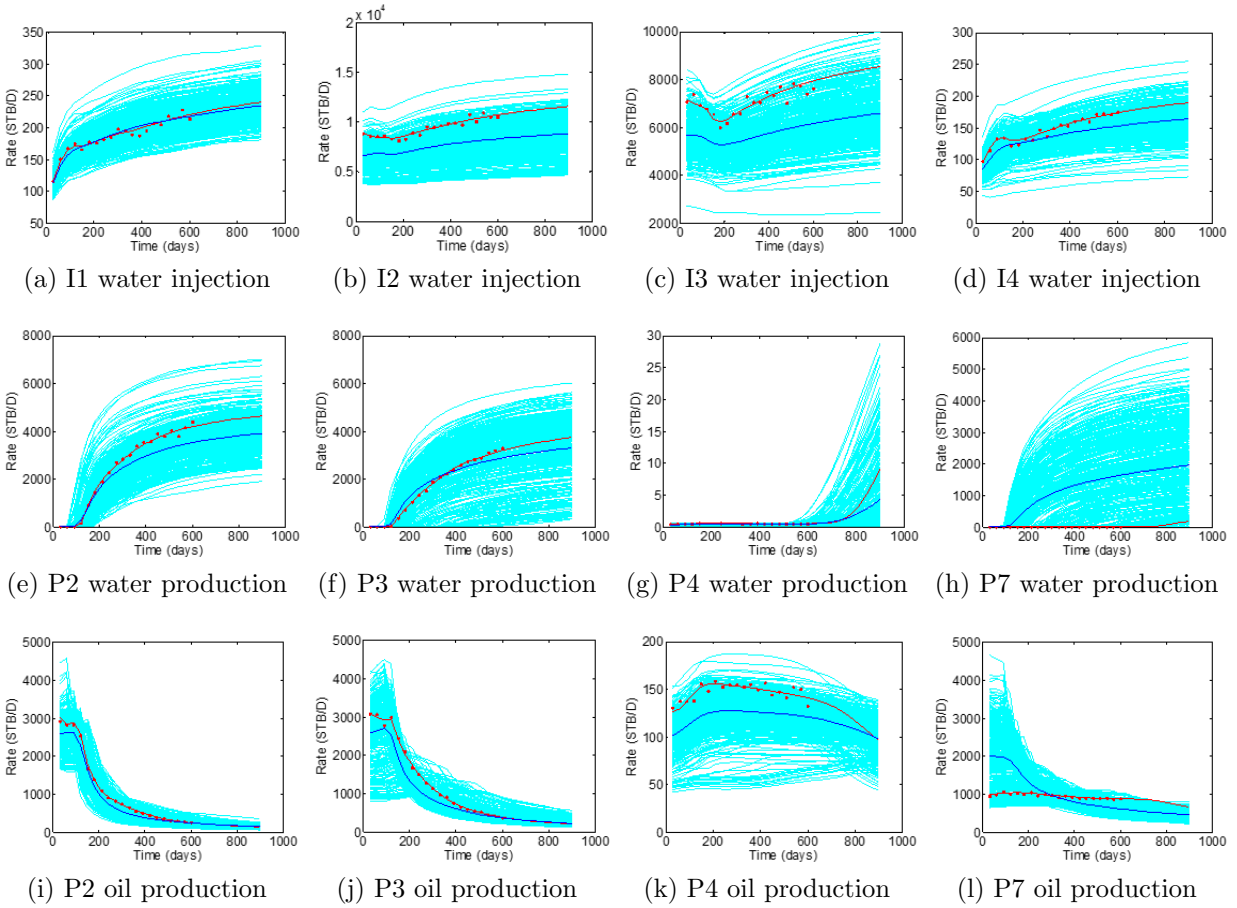 350
300
250
200
150
100
50
0 200 400 600 800 1000
Rate (STB/D)
Time (days)
(a) I1 water injection
2 x 10^4
1.5
1
0.5
0
0 200 400 600 800 1000
Rate (STB/D)
Time (days)
(b) I2 water injection
10000
8000
6000
4000
2000
0 200 400 600 800 1000
Rate (STB/D)
Time (days)
(c) I3 water injection
300
250
200
150
100
50
0
0 200 400 600 800 1000
Rate (STB/D)
Time (days)
(d) I4 water injection
8000
6000
4000
2000
0
0 200 400 600 800 1000
Rate (STB/D)
Time (days)
(e) P2 water production
8000
6000
4000
2000
0
0 200 400 600 800 1000
Rate (STB/D)
Time (days)
(f) P3 water production
30
25
20
15
10
5
0
0 200 400 600 800 1000
Rate (STB/D)
Time (days)
(g) P4 water production
6000
5000
4000
3000
2000
1000
0
0 200 400 600 800 1000
Rate (STB/D)
Time (days)
(h) P7 water production
5000
4000
3000
2000
1000
0
0 200 400 600 800 1000
Rate (STB/D)
Time (days)
(i) P2 oil production
5000
4000
3000
2000
1000
0
0 200 400 600 800 1000
Rate (STB/D)
Time (days)
(j) P3 oil production
200
150
100
50
0
0 200 400 600 800 1000
Rate (STB/D)
Time (days)
(k) P4 oil production
5000
4000
3000
2000
1000
0
0 200 400 600 800 1000
Rate (STB/D)
Time (days)
(l) P7 oil production